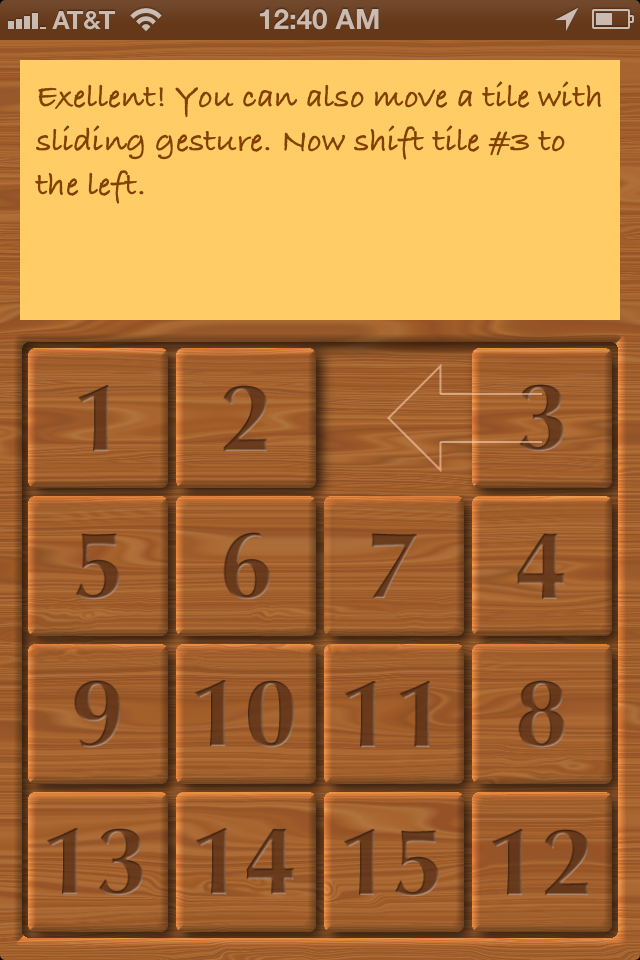 AT&T 12:40 AM
Exellent! You can also move a tile with
sliding gesture. Now shift tile #3 to
the left.
1 2 3
5 6 7 4
9 10 11 8
13 14 15 12